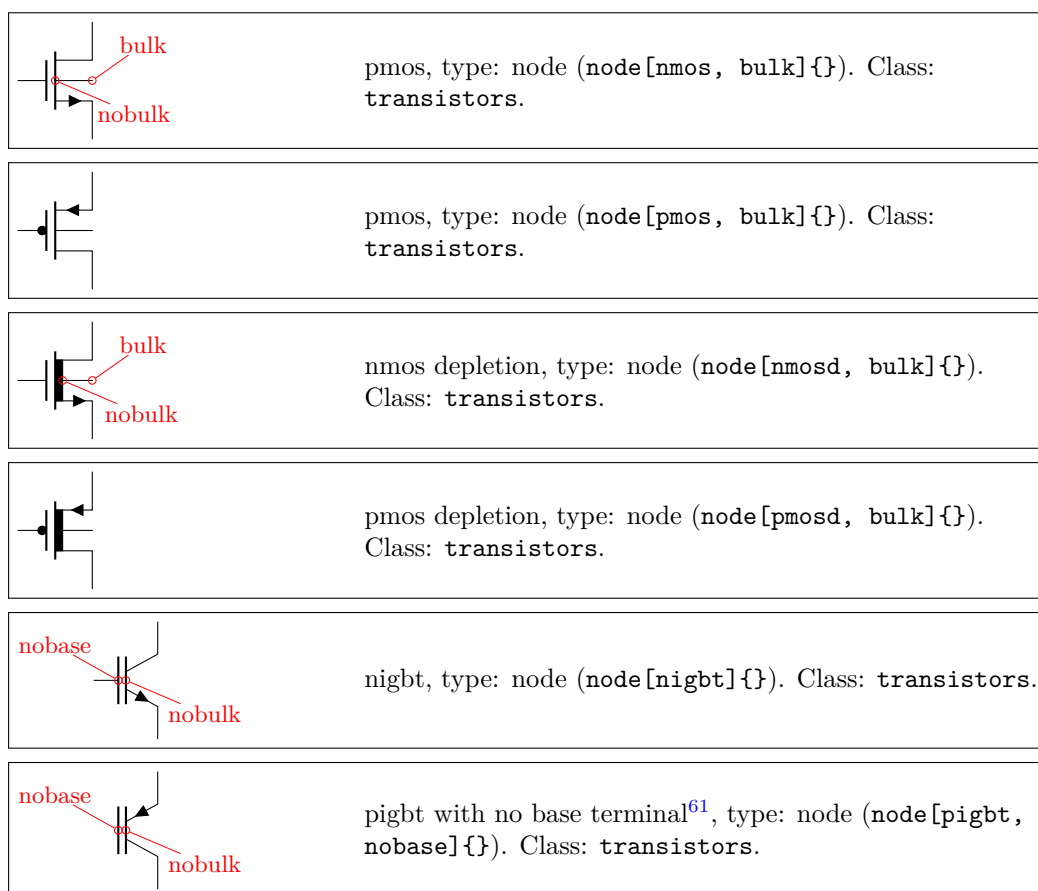 bulk
nobulk
pmos, type: node (node[nmos, bulk]{}). Class:
transistors.
pmos, type: node (node[pmos, bulk]{}). Class:
transistors.
bulk
nobulk
nmos depletion, type: node (node[nmosd, bulk]{}).
Class: transistors.
pmos depletion, type: node (node[pmosd, bulk]{}).
Class: transistors.
nobase
nobulk
nigbt, type: node (node[nigbt]{}). Class: transistors.
nobase
nobulk
pigbt with no base terminal61, type: node (node[pigbt,
nobase]{}). Class: transistors.